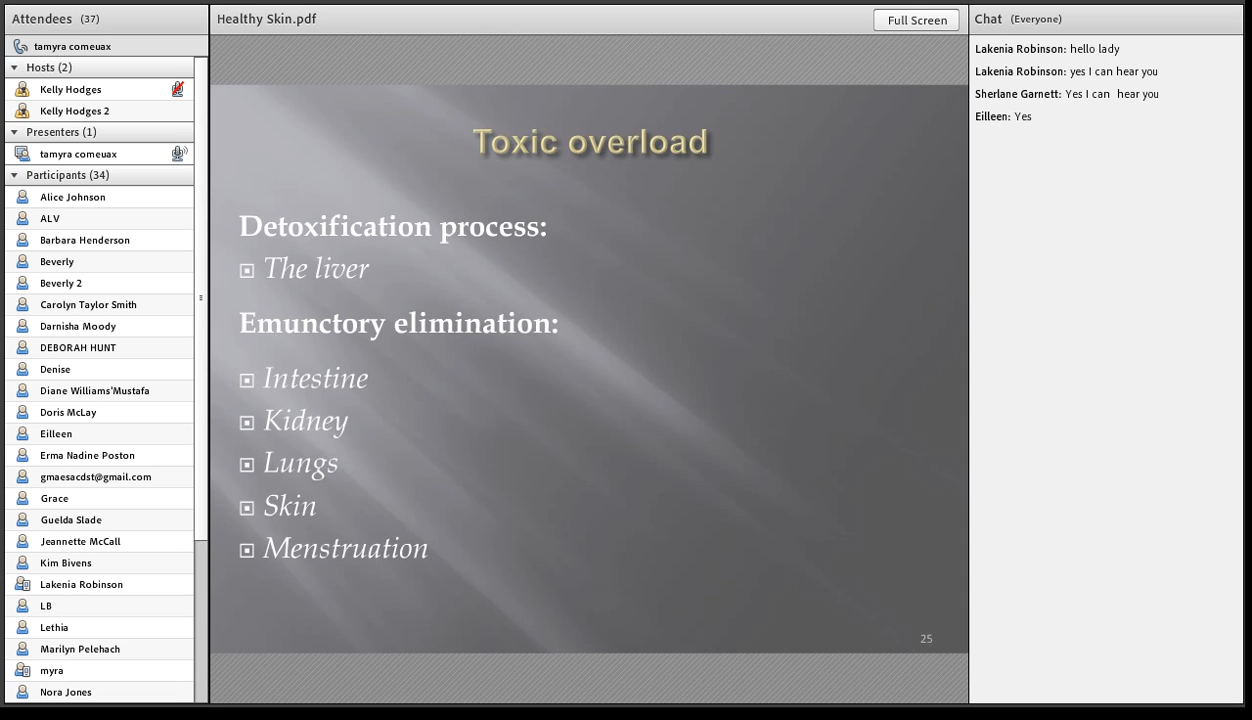 Attendees (37)
tamyra comeuax
Hosts (2)
Kelly Hodges
Kelly Hodges 2
Presenters (1)
tamyra comeuax
Participants (34)
Alice Johnson
ALV
Barbara Henderson
Beverly
Beverly 2
Carolyn Taylor Smith
Darnisha Moody
DEBORAH HUNT
Denise
Diane Williams'Mustafa
Doris McLay
Eilleen
Erma Nadine Poston
gmaesacdst@gmail.com
Grace
Guelda Slade
Jeannette McCall
Kim Bivens
Lakenia Robinson
LB
Lethia
Marilyn Pelehach
myra
Nora Jones
Healthy Skin.pdf
Full Screen
Toxic overload
Detoxification process:
The liver
Emunctory elimination:
Intestine
Kidney
Lungs
Skin
Menstruation
25
Chat (Everyone)
Lakenia Robinson: hello lady
Lakenia Robinson: yes I can hear you
Sherlane Garnett: Yes I can  hear you
Eilleen: Yes